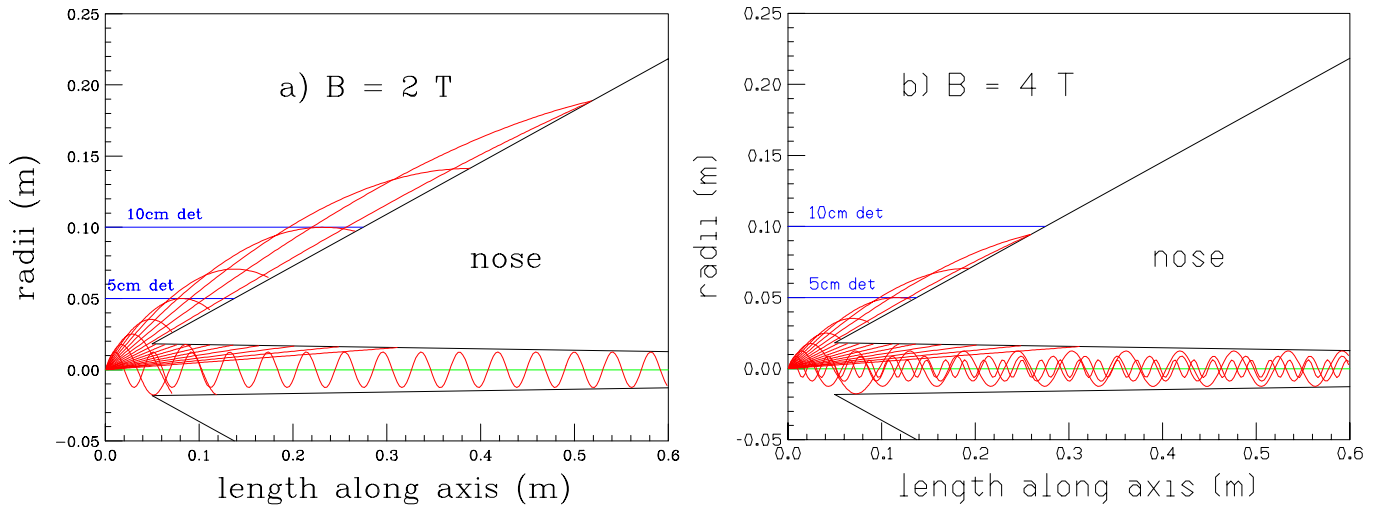 a) B = 2 T
0.25
0.20
0.15
0.10
0.05
0.00
−0.05
radii (m)
10cm det
5cm det
nose
0.0
0.1
0.2
0.3
0.4
0.5
0.6
length along axis (m)
b) B = 4 T
0.25
0.20
0.15
0.10
0.05
0.00
-0.05
radii (m)
10cm det
5cm det
nose
0.0
0.1
0.2
0.3
0.4
0.5
0.6
length along axis (m)